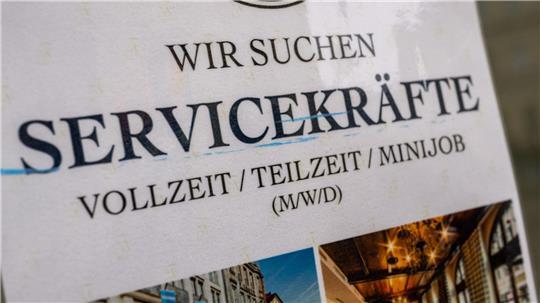 WIR SUCHEN
SERVICEKRÄFTE
VOLLZEIT / TEILZEIT / MINIJOB
(M/W/D)